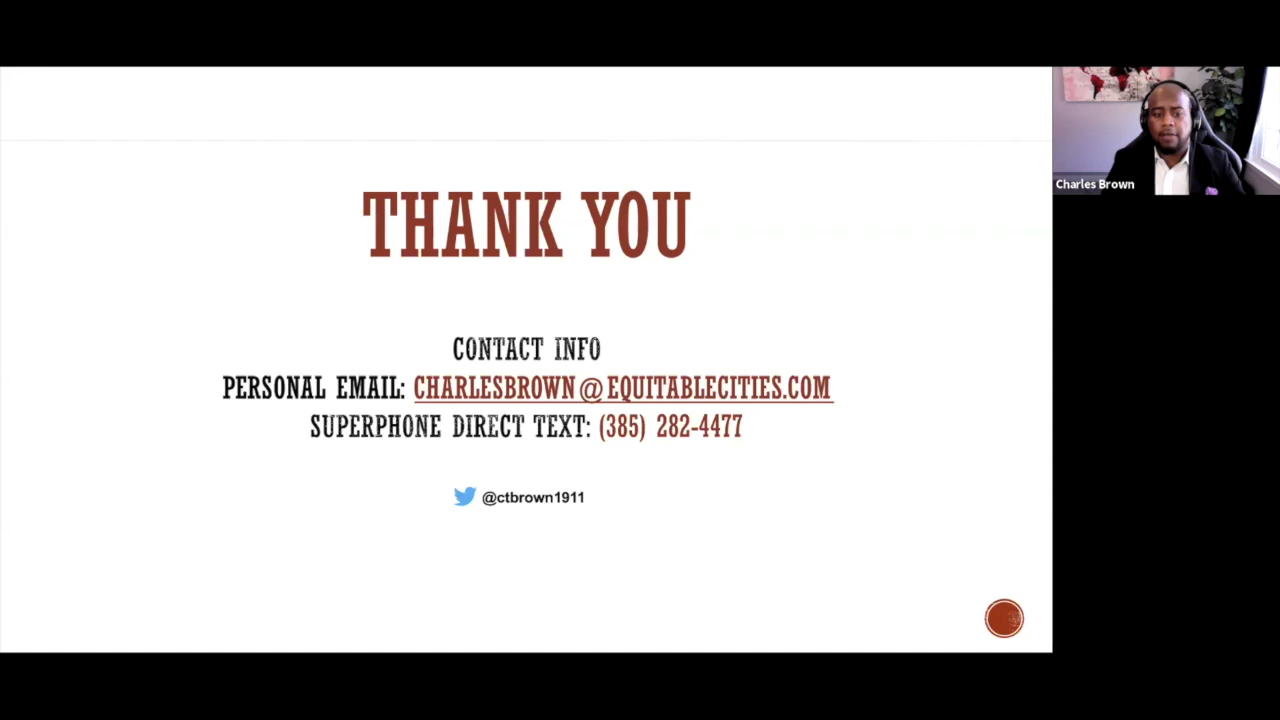 THANK YOU
CONTACT INFO
PERSONAL EMAIL: CHARLESBROWN@EQUITABLECITIES.COM
SUPERPHONE DIRECT TEXT: (385) 282-4477
@ctbrown1911
Charles Brown